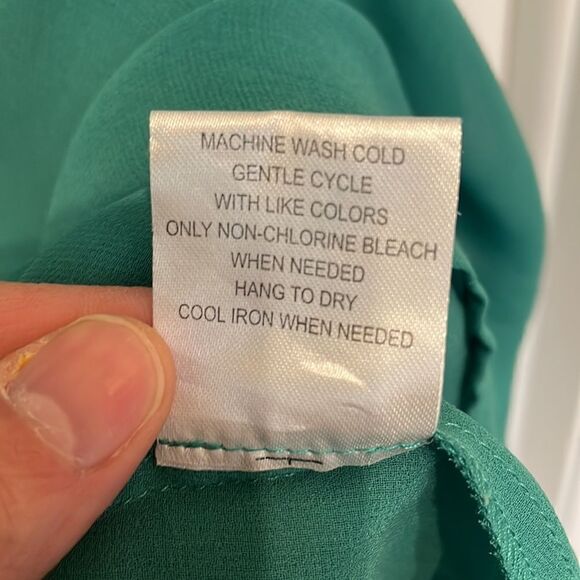 MACHINE WASH COLD
GENTLE CYCLE
WITH LIKE COLORS
ONLY NON-CHLORINE BLEACH
WHEN NEEDED
HANG TO DRY
COOL IRON WHEN NEEDED